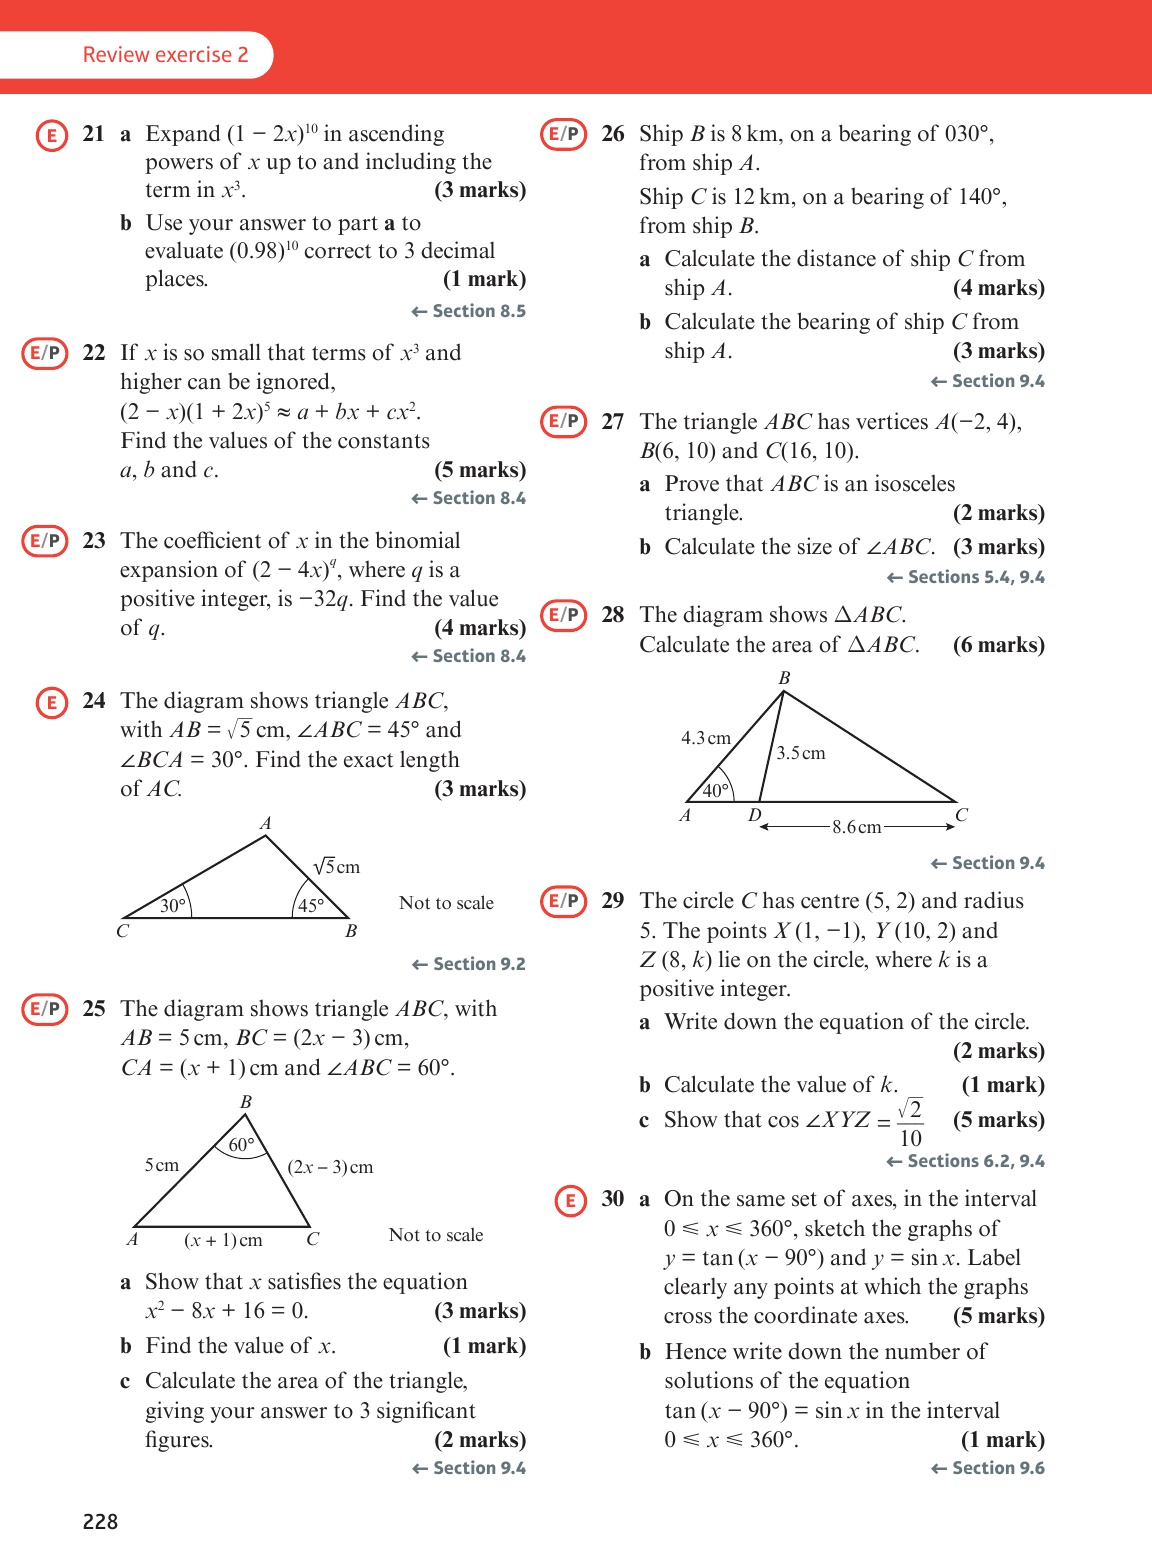 Review exercise 2
E 21 a Expand (1 − 2x)¹⁰ in ascending
powers of x up to and including the
term in x³. (3 marks)
b Use your answer to part a to
evaluate (0.98)¹⁰ correct to 3 decimal
places. (1 mark)
← Section 8.5
E/P 22 If x is so small that terms of x³ and
higher can be ignored,
(2 − x)(1 + 2x)⁵ ≈ a + bx + cx².
Find the values of the constants
a, b and c. (5 marks)
← Section 8.4
E/P 23 The coefficient of x in the binomial
expansion of (2 − 4x)^q, where q is a
positive integer, is −32q. Find the value
of q. (4 marks)
← Section 8.4
E 24 The diagram shows triangle ABC,
with AB = √5 cm, ∠ABC = 45° and
∠BCA = 30°. Find the exact length
of AC. (3 marks)
A
√5 cm
30° 45° Not to scale
C B
← Section 9.2
E/P 25 The diagram shows triangle ABC, with
AB = 5 cm, BC = (2x − 3) cm,
CA = (x + 1) cm and ∠ABC = 60°.
B
60°
5 cm (2x − 3) cm
A (x + 1) cm C Not to scale
a Show that x satisfies the equation
x² − 8x + 16 = 0. (3 marks)
b Find the value of x. (1 mark)
c Calculate the area of the triangle,
giving your answer to 3 significant
figures. (2 marks)
← Section 9.4
E/P 26 Ship B is 8 km, on a bearing of 030°,
from ship A.
Ship C is 12 km, on a bearing of 140°,
from ship B.
a Calculate the distance of ship C from
ship A. (4 marks)
b Calculate the bearing of ship C from
ship A. (3 marks)
← Section 9.4
E/P 27 The triangle ABC has vertices A(−2, 4),
B(6, 10) and C(16, 10).
a Prove that ABC is an isosceles
triangle. (2 marks)
b Calculate the size of ∠ABC. (3 marks)
← Sections 5.4, 9.4
E/P 28 The diagram shows △ABC.
Calculate the area of △ABC. (6 marks)
B
4.3 cm
3.5 cm
40°
A D C
8.6 cm
← Section 9.4
E/P 29 The circle C has centre (5, 2) and radius
5. The points X (1, −1), Y (10, 2) and
Z (8, k) lie on the circle, where k is a
positive integer.
a Write down the equation of the circle.
(2 marks)
b Calculate the value of k. (1 mark)
c Show that cos ∠XYZ = √2/10 (5 marks)
← Sections 6.2, 9.4
E 30 a On the same set of axes, in the interval
0 ⩽ x ⩽ 360°, sketch the graphs of
y = tan (x − 90°) and y = sin x. Label
clearly any points at which the graphs
cross the coordinate axes. (5 marks)
b Hence write down the number of
solutions of the equation
tan (x − 90°) = sin x in the interval
0 ⩽ x ⩽ 360°. (1 mark)
← Section 9.6
228